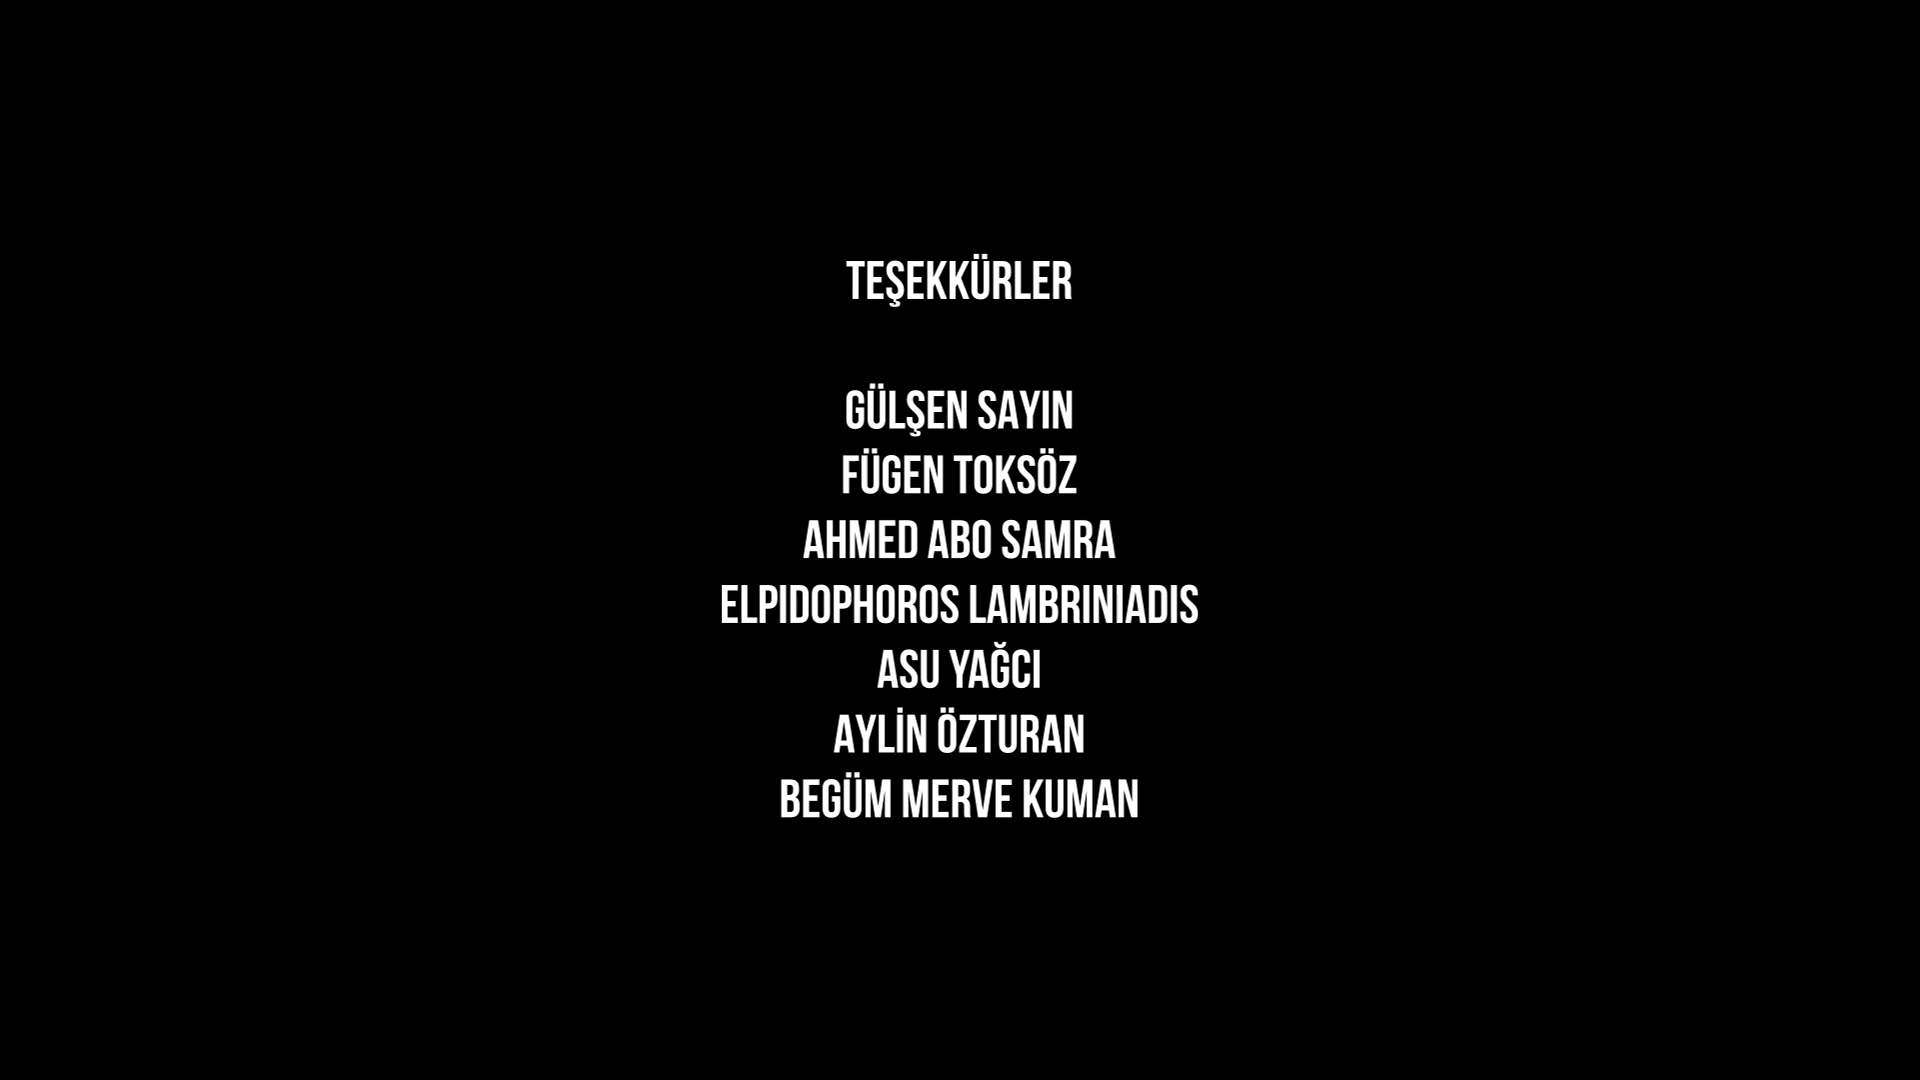 TEŞEKKÜRLER
GÜLŞEN SAYIN
FÜGEN TOKSÖZ
AHMED ABO SAMRA
ELPIDOPHOROS LAMBRINIADIS
ASU YAĞCI
AYLİN ÖZTURAN
BEGÜM MERVE KUMAN